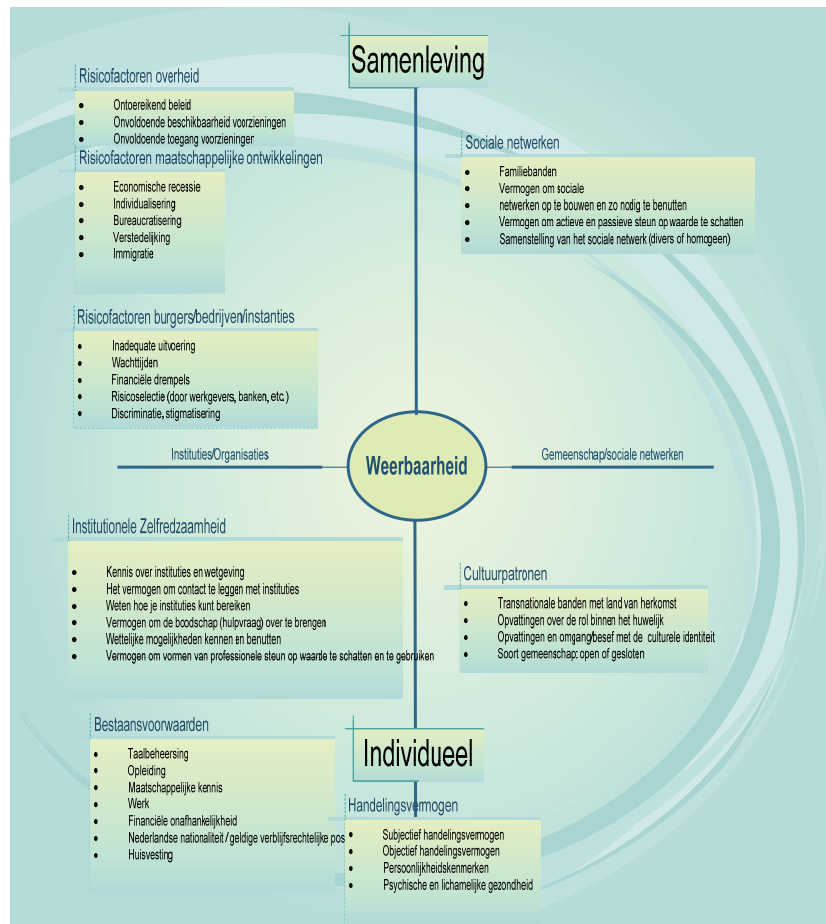 Samenleving
Risicofactoren overheid
• Ontoereikend beleid
• Onvoldoende beschikbaarheid voorzieningen
• Onvoldoende toegang voorzieningen
Risicofactoren maatschappelijke ontwikkelingen
• Economische recessie
• Individualisering
• Bureaucratisering
• Verstedelijking
• Immigratie
Sociale netwerken
• Familiebanden
• Vermogen om sociale
• netwerken op te bouwen en zo nodig te benutten
• Vermogen om actieve en passieve steun op waarde te schatten
• Samenstelling van het sociale netwerk (divers of homogeen)
Risicofactoren burgers/bedrijven/instanties
• Inadequate uitvoering
• Wachttijden
• Financiële drempels
• Risicoselectie (door werkgevers, banken, etc.)
• Discriminatie, stigmatisering
Instituties/Organisaties
Weerbaarheid
Gemeenschap/sociale netwerken
Institutionele Zelfredzaamheid
• Kennis over instituties en wetgeving
• Het vermogen om contact te leggen met instituties
• Weten hoe je instituties kunt bereiken
• Vermogen om de boodschap (hulpvraag) over te brengen
• Wettelijke mogelijkheden kennen en benutten
• Vermogen om vormen van professionele steun op waarde te schatten en te gebruiken
Cultuurpatronen
• Transnationale banden met land van herkomst
• Opvattingen over de rol binnen het huwelijk
• Opvattingen en omgang/besef met de culturele identiteit
• Soort gemeenschap: open of gesloten
Bestaansvoorwaarden
• Taalbeheersing
• Opleiding
• Maatschappelijke kennis
• Werk
• Financiële onafhankelijkheid
• Nederlandse nationaliteit / geldige verblijfsrechtelijke pos
• Huisvesting
Individueel
Handelingsvermogen
• Subjectief handelingsvermogen
• Objectief handelingsvermogen
• Persoonlijkheidskenmerken
• Psychische en lichamelijke gezondheid